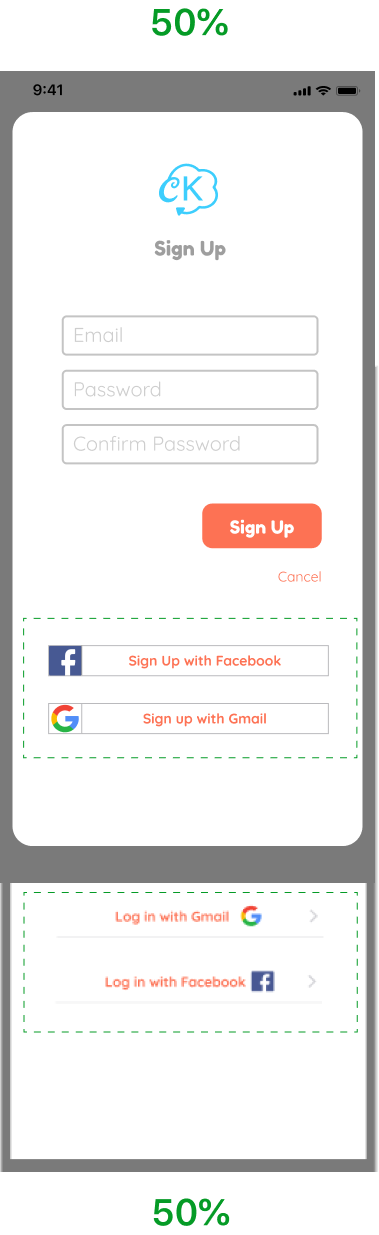 50%
9:41
CK
Sign Up
Email
Password
Confirm Password
Sign Up
Cancel
Sign Up with Facebook
Sign up with Gmail
Log in with Gmail
Log in with Facebook
50%